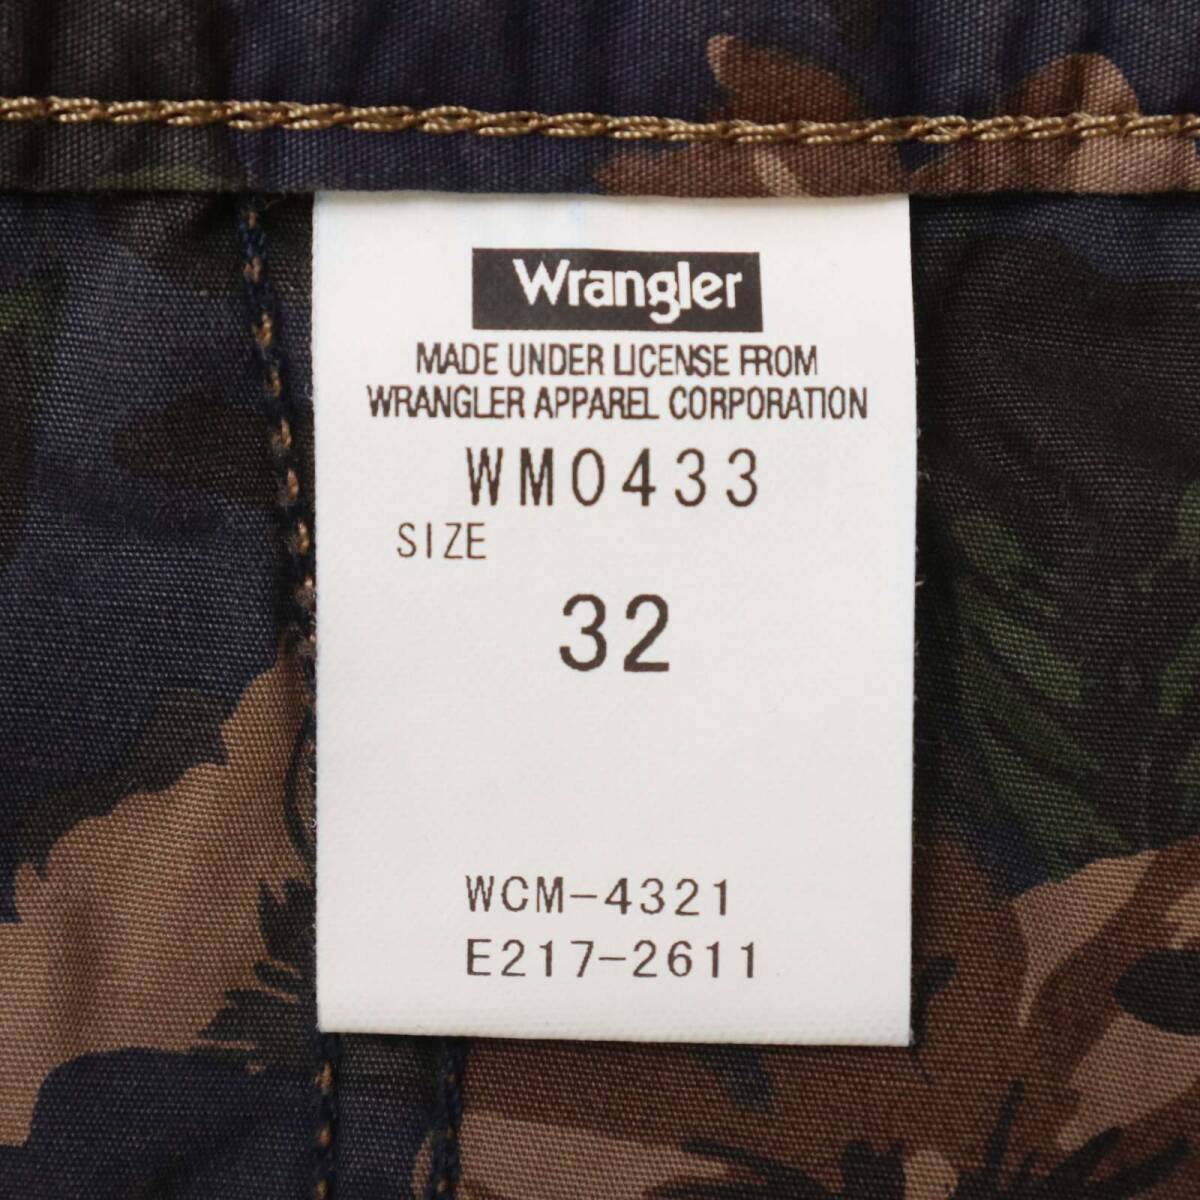 Wrangler
MADE UNDER LICENSE FROM
WRANGLER APPAREL CORPORATION
WM0433
SIZE
32
WCM-4321
E217-2611